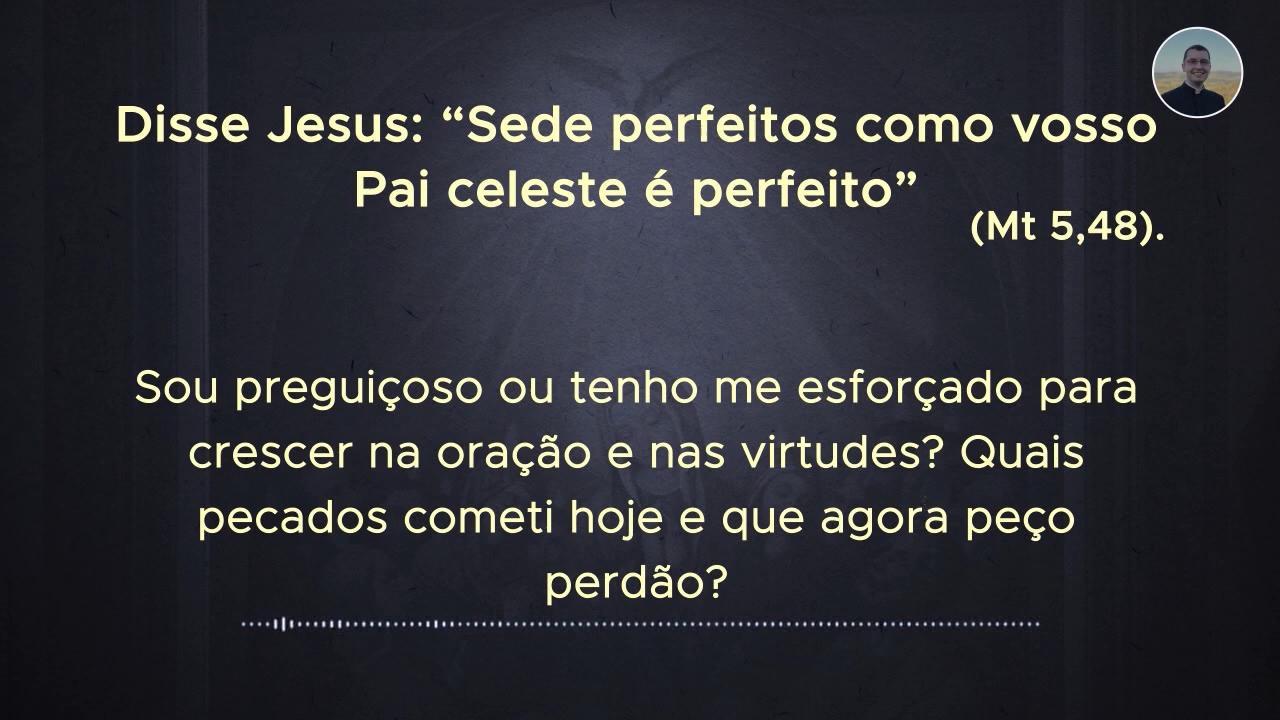 Disse Jesus: “Sede perfeitos como vosso
Pai celeste é perfeito”
(Mt 5,48).
Sou preguiçoso ou tenho me esforçado para
crescer na oração e nas virtudes? Quais
pecados cometi hoje e que agora peço
perdão?